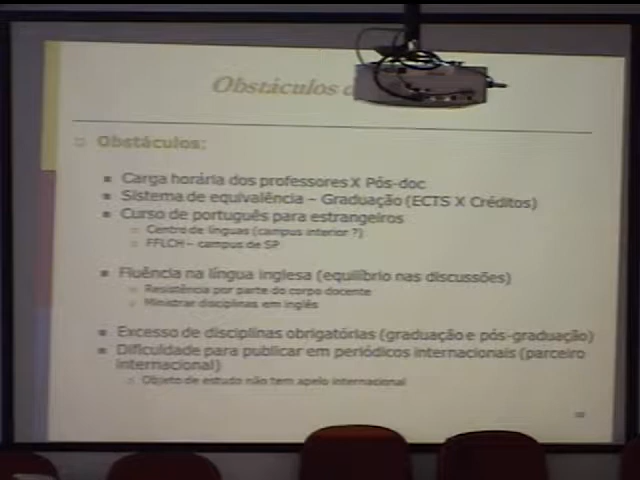 Obstáculos
Obstáculos:
Carga horária dos professores X Pós-doc
Sistema de equivalência – Graduação (ECTS X Créditos)
Curso de português para estrangeiros
Centro de línguas (campus interior ?)
FFLCH – campus de SP
Fluência na língua inglesa (equilíbrio nas discussões)
Resistência por parte do corpo docente
Ministrar disciplinas em inglês
Excesso de disciplinas obrigatórias (graduação e pós-graduação)
Dificuldade para publicar em periódicos internacionais (parceiro
internacional)
Objeto de estudo não tem apelo internacional